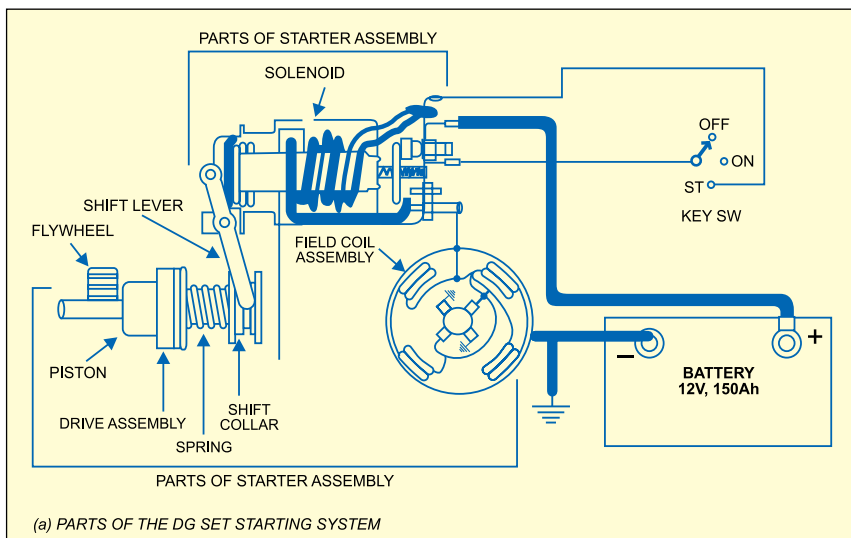 PARTS OF STARTER ASSEMBLY
SOLENOID
OFF
ON
ST
KEY SW
SHIFT LEVER
FLYWHEEL
FIELD COIL
ASSEMBLY
PISTON
DRIVE ASSEMBLY
SHIFT
COLLAR
SPRING
– +
BATTERY
12V, 150Ah
PARTS OF STARTER ASSEMBLY
(a) PARTS OF THE DG SET STARTING SYSTEM